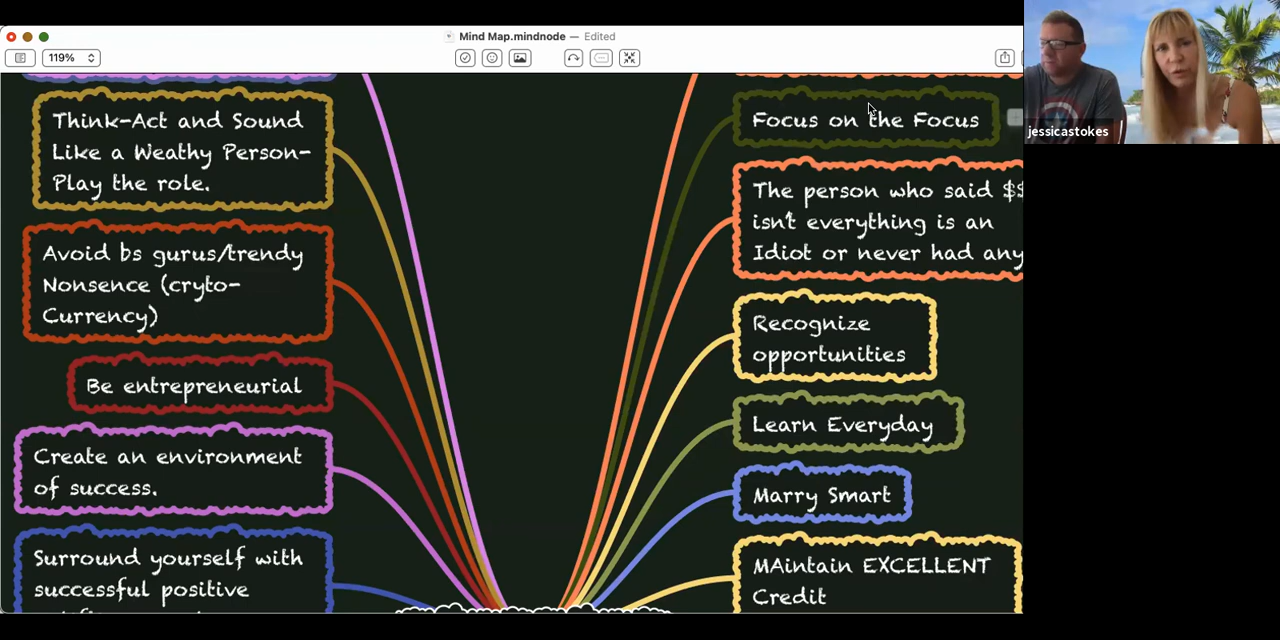 Mind Map.mindnode — Edited
119%
Think-Act and Sound
Like a Weathy Person-
Play the role.
Avoid bs gurus/trendy
Nonsence (cryto-
Currency)
Be entrepreneurial
Create an environment
of success.
Surround yourself with
successful positive
Focus on the Focus
The person who said $$
isn't everything is an
Idiot or never had any
Recognize
opportunities
Learn Everyday
Marry Smart
MAintain EXCELLENT
Credit
jessicastokes